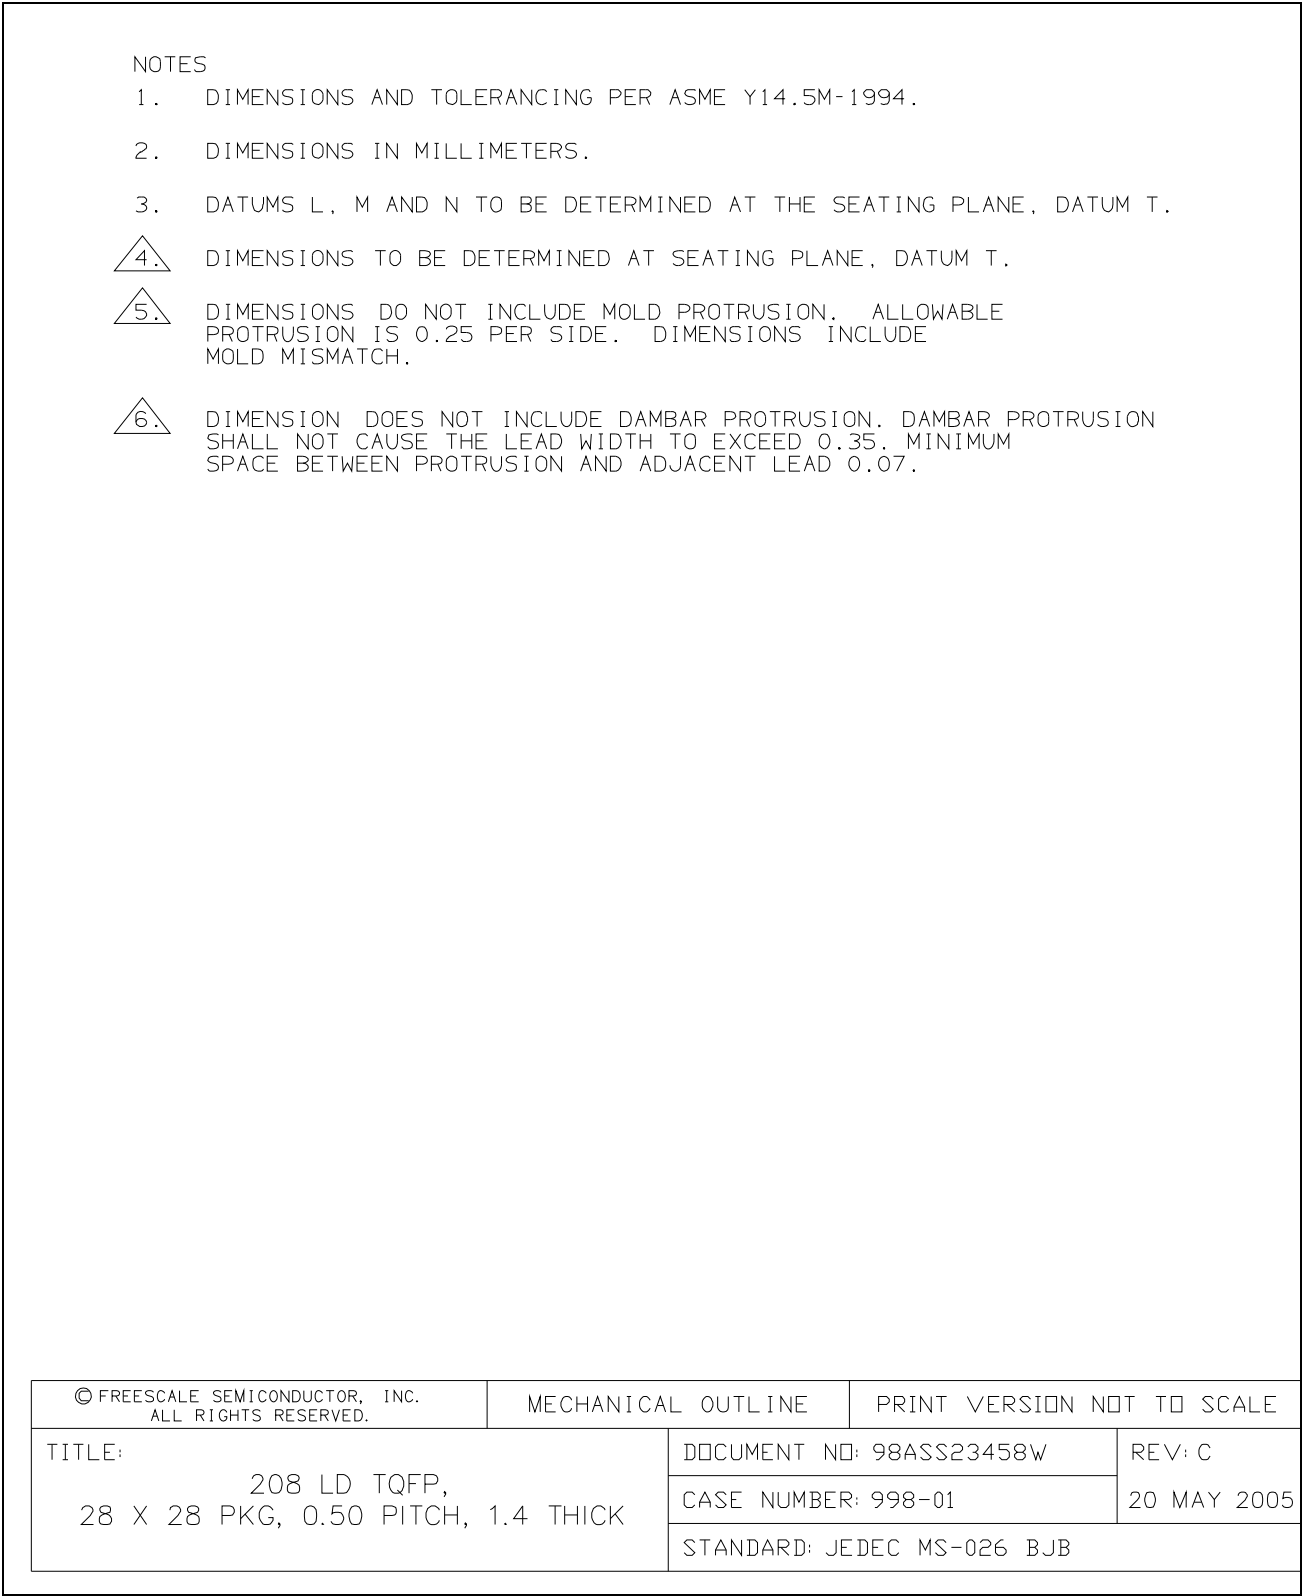 NOTES
1. DIMENSIONS AND TOLERANCING PER ASME Y14.5M-1994.
2. DIMENSIONS IN MILLIMETERS.
3. DATUMS L, M AND N TO BE DETERMINED AT THE SEATING PLANE, DATUM T.
4. DIMENSIONS TO BE DETERMINED AT SEATING PLANE, DATUM T.
5. DIMENSIONS DO NOT INCLUDE MOLD PROTRUSION. ALLOWABLE
PROTRUSION IS 0.25 PER SIDE. DIMENSIONS INCLUDE
MOLD MISMATCH.
6. DIMENSION DOES NOT INCLUDE DAMBAR PROTRUSION. DAMBAR PROTRUSION
SHALL NOT CAUSE THE LEAD WIDTH TO EXCEED 0.35. MINIMUM
SPACE BETWEEN PROTRUSION AND ADJACENT LEAD 0.07.
© FREESCALE SEMICONDUCTOR, INC.
ALL RIGHTS RESERVED.
MECHANICAL OUTLINE
PRINT VERSION NOT TO SCALE
TITLE:
208 LD TQFP,
28 X 28 PKG, 0.50 PITCH, 1.4 THICK
DOCUMENT NO: 98ASS23458W
REV: C
CASE NUMBER: 998-01
20 MAY 2005
STANDARD: JEDEC MS-026 BJB